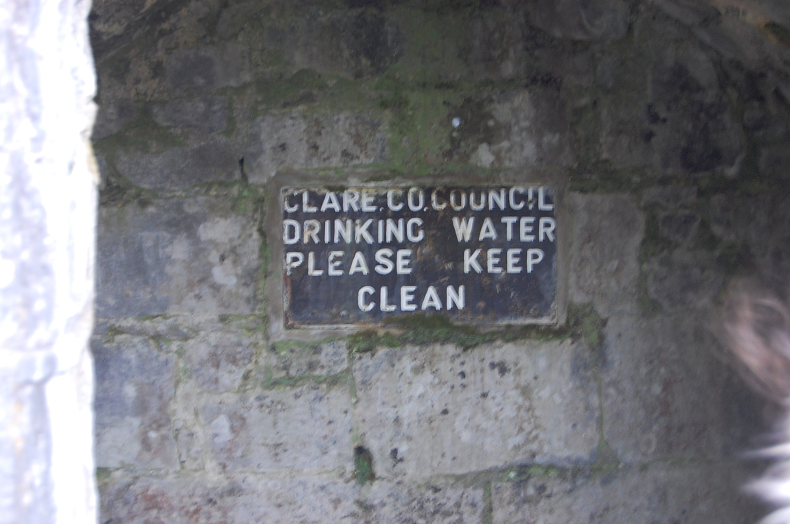 CLARE.CO.COUNCIL
DRINKING WATER
PLEASE KEEP
CLEAN